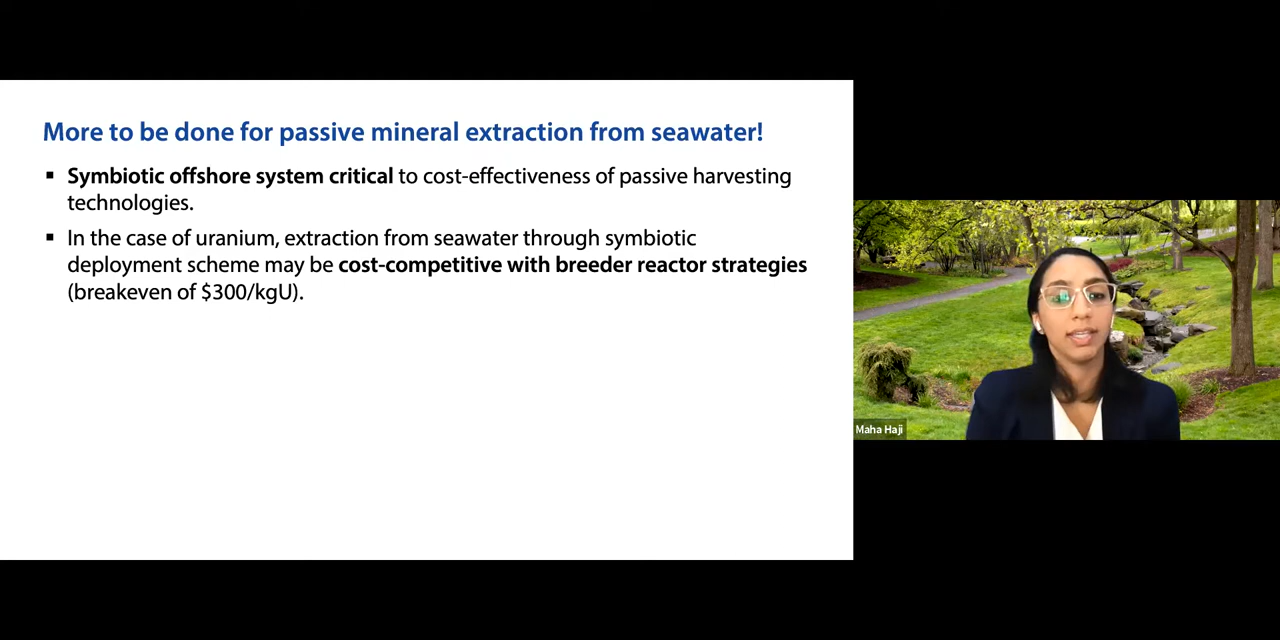 More to be done for passive mineral extraction from seawater!
▪ Symbiotic offshore system critical to cost-effectiveness of passive harvesting
technologies.
▪ In the case of uranium, extraction from seawater through symbiotic
deployment scheme may be cost-competitive with breeder reactor strategies
(breakeven of $300/kgU).
Maha Haji